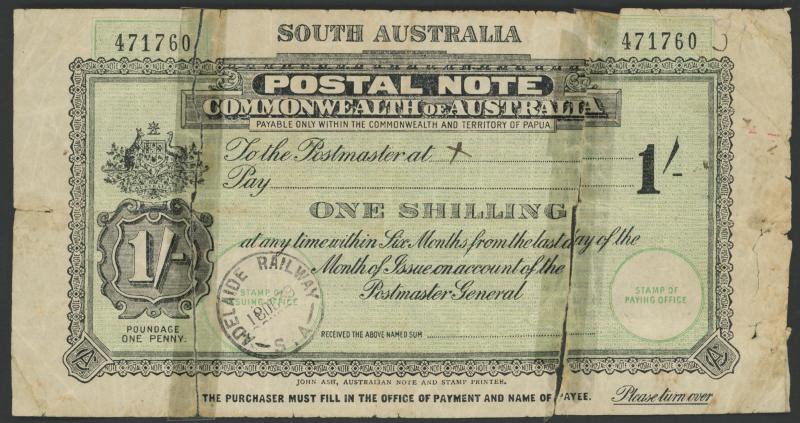 SOUTH AUSTRALIA
471760 471760
POSTAL NOTE
COMMONWEALTH OF AUSTRALIA
PAYABLE ONLY WITHIN THE COMMONWEALTH AND TERRITORY OF PAPUA.
To the Postmaster at x
Pay
1/-
ONE SHILLING
at any time within Six Months from the last day of the
Month of Issue on account of the
Postmaster General
1/-
STAMP OF
ISSUING OFFICE
ADELAIDE RAILWAY
S.A
STAMP OF
PAYING OFFICE
POUNDAGE
ONE PENNY.
RECEIVED THE ABOVE NAMED SUM
JOHN ASH, AUSTRALIAN NOTE AND STAMP PRINTER.
THE PURCHASER MUST FILL IN THE OFFICE OF PAYMENT AND NAME OF PAYEE. Please turn over